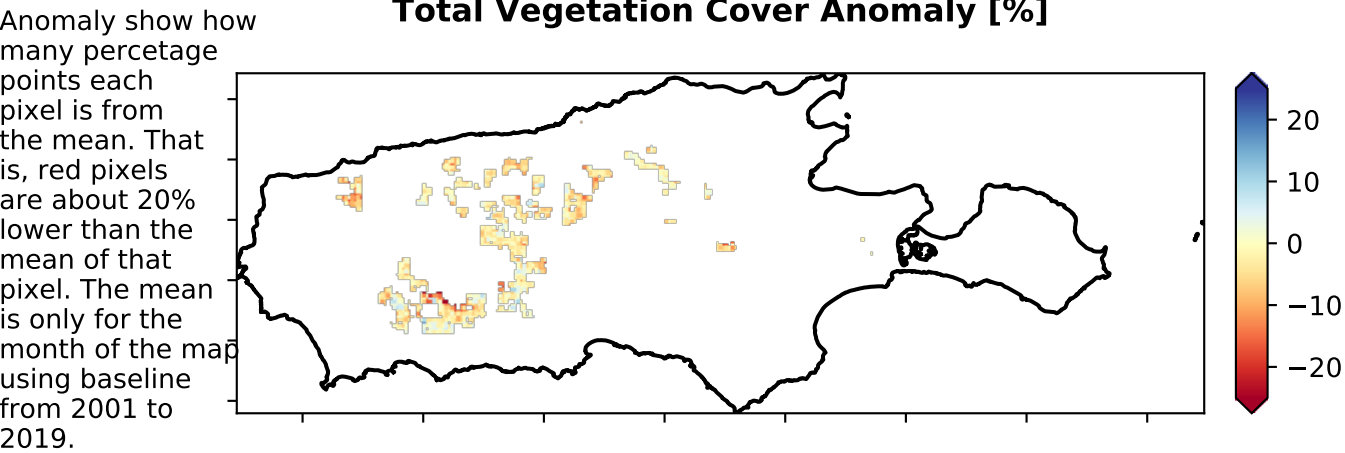 Total Vegetation Cover Anomaly [%]
Anomaly show how
many percetage
points each
pixel is from
the mean. That
is, red pixels
are about 20%
lower than the
mean of that
pixel. The mean
is only for the
month of the map
using baseline
from 2001 to
2019.
20
10
0
−10
−20